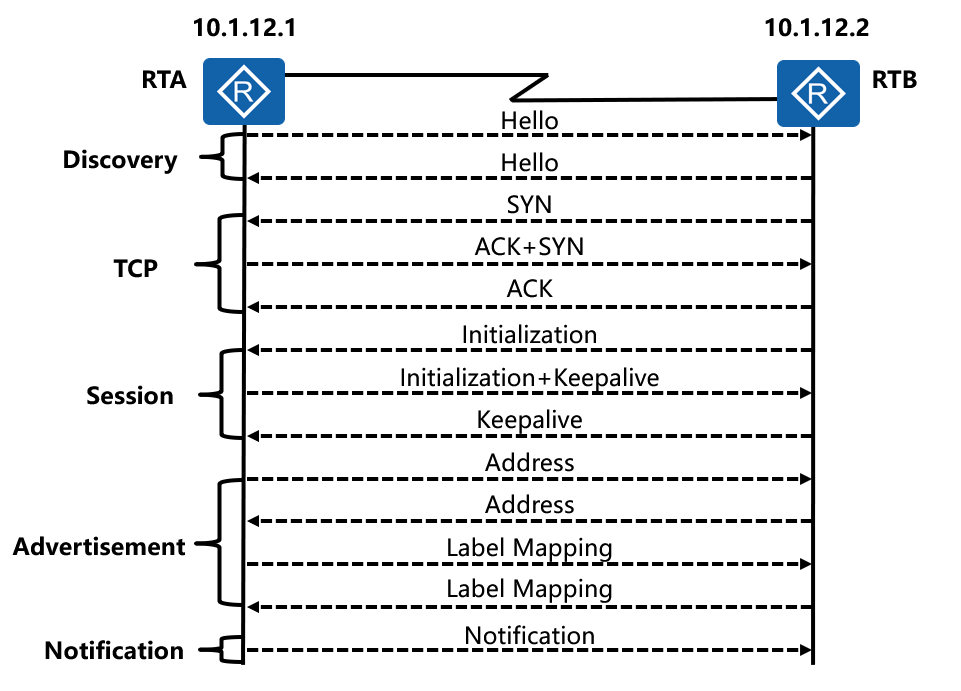 10.1.12.1
10.1.12.2
RTA
R
R
RTB
Hello
Discovery
Hello
SYN
ACK+SYN
TCP
ACK
Initialization
Initialization+Keepalive
Session
Keepalive
Address
Address
Advertisement
Label Mapping
Label Mapping
Notification
Notification